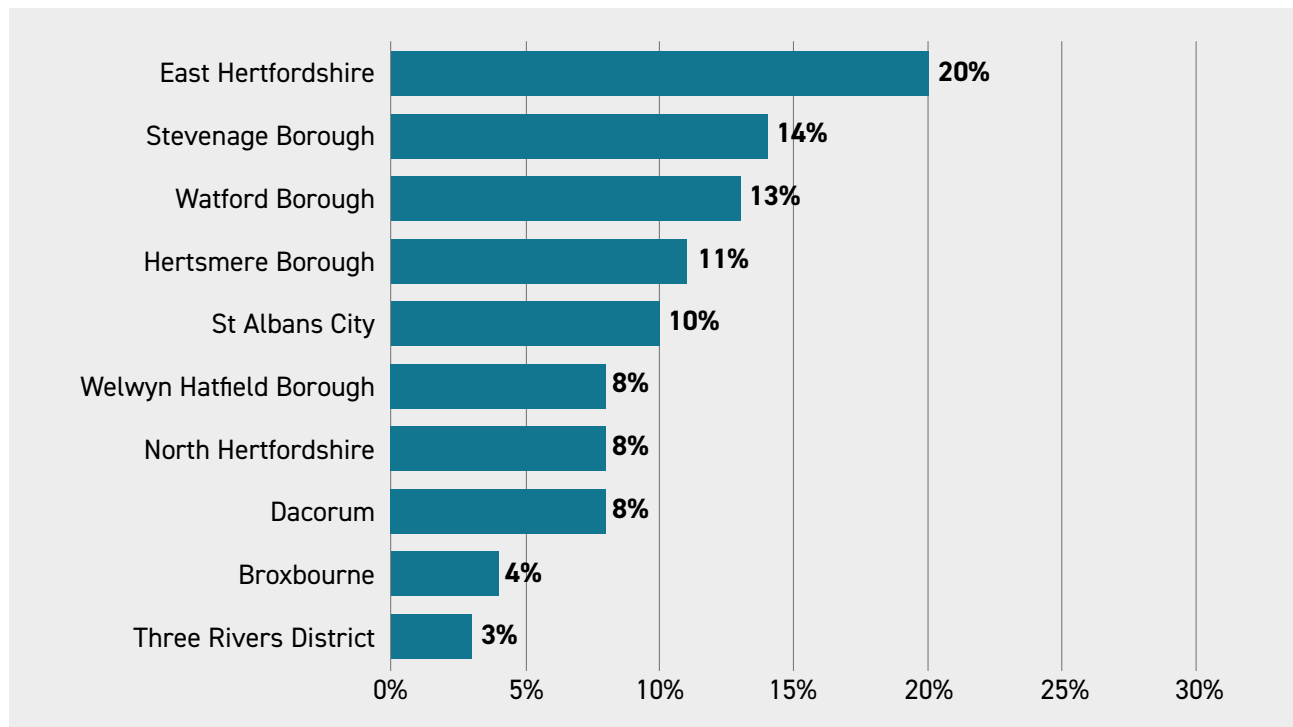 East Hertfordshire 20%
Stevenage Borough 14%
Watford Borough 13%
Hertsmere Borough 11%
St Albans City 10%
Welwyn Hatfield Borough 8%
North Hertfordshire 8%
Dacorum 8%
Broxbourne 4%
Three Rivers District 3%
0% 5% 10% 15% 20% 25% 30%